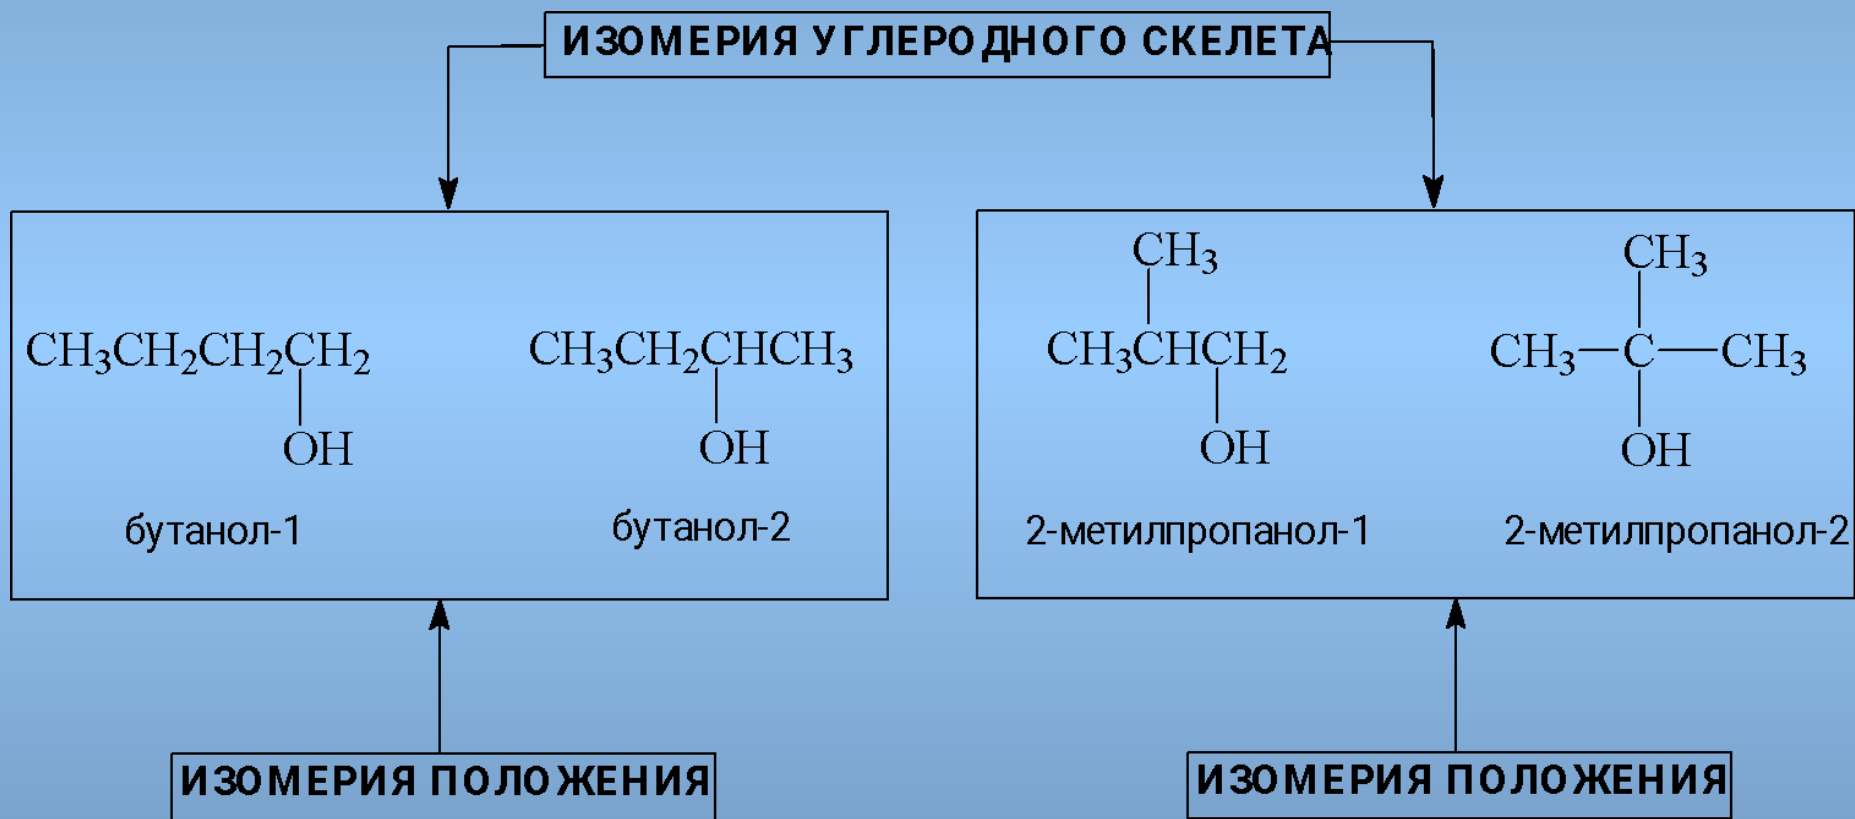 ИЗОМЕРИЯ УГЛЕРОДНОГО СКЕЛЕТА
CH₃CH₂CH₂CH₂
OH
бутанол-1
CH₃CH₂CHCH₃
OH
бутанол-2
CH₃
CH₃CHCH₂
OH
2-метилпропанол-1
CH₃
CH₃—C—CH₃
OH
2-метилпропанол-2
ИЗОМЕРИЯ ПОЛОЖЕНИЯ
ИЗОМЕРИЯ ПОЛОЖЕНИЯ